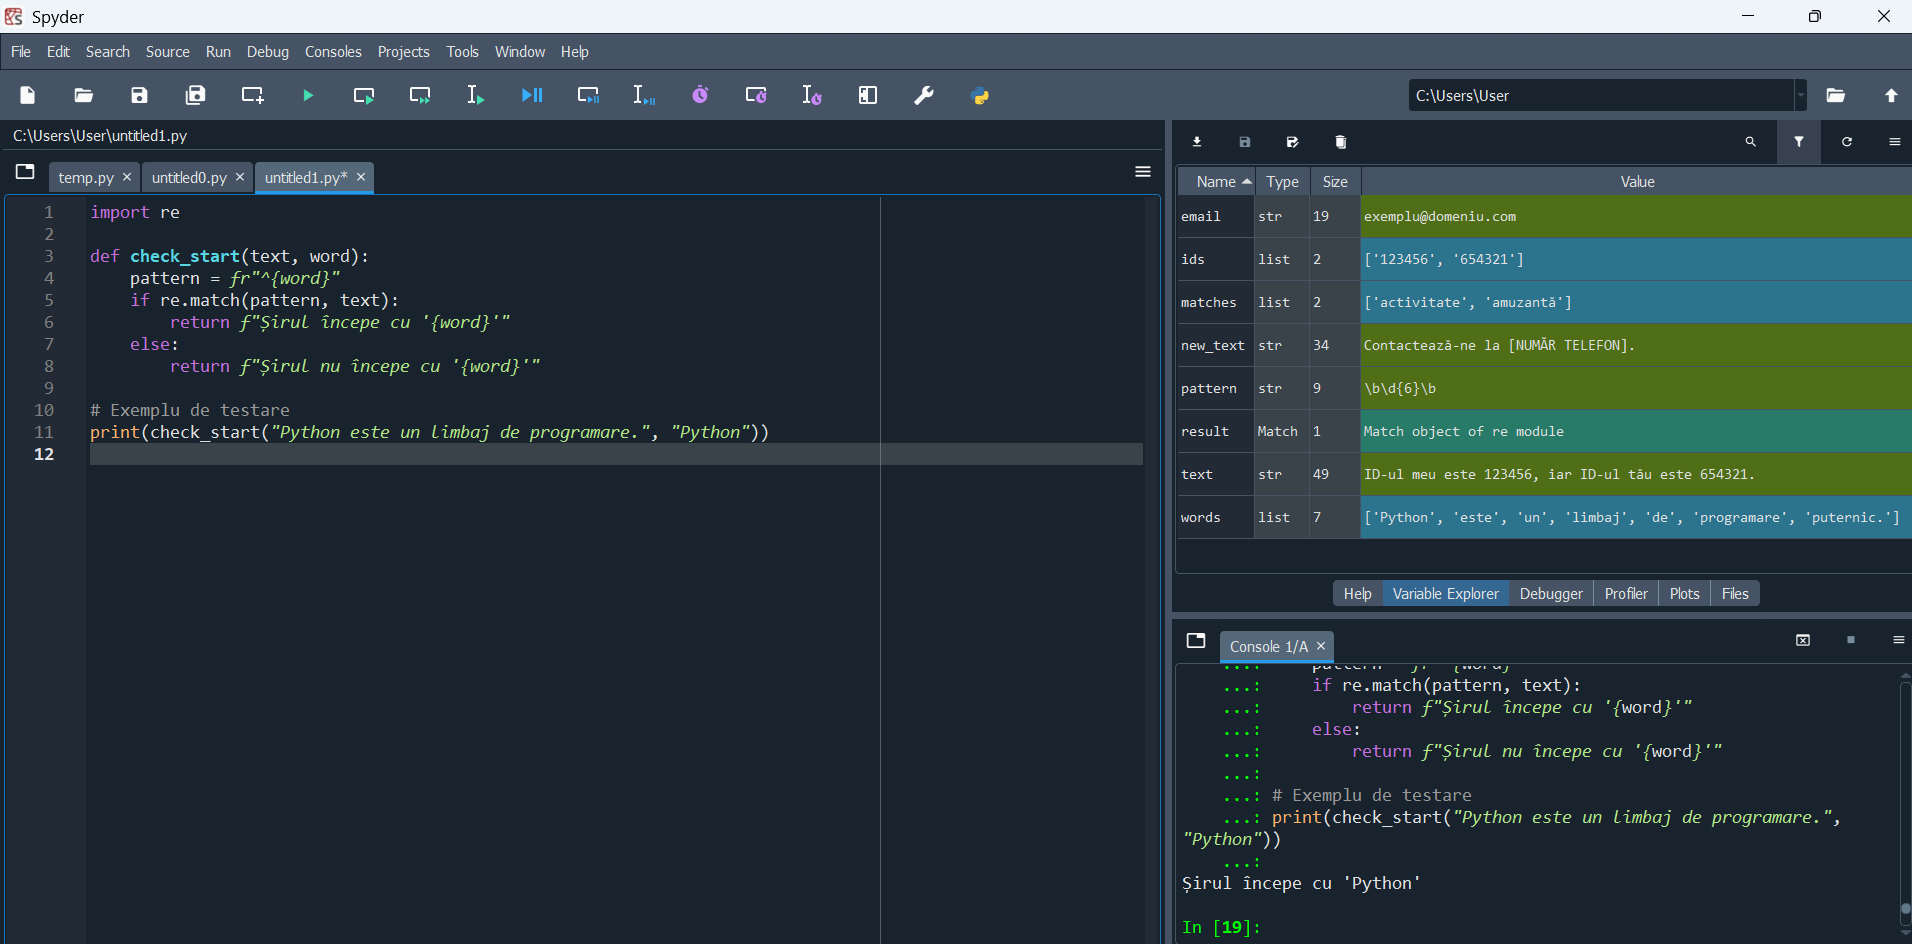 Spyder
File Edit Search Source Run Debug Consoles Projects Tools Window Help
C:\Users\User
C:\Users\User\untitled1.py
temp.py untitled0.py untitled1.py*
1 import re
2
3 def check_start(text, word):
4 pattern = fr"^{word}"
5 if re.match(pattern, text):
6 return f"Șirul începe cu '{word}'"
7 else:
8 return f"Șirul nu începe cu '{word}'"
9
10 # Exemplu de testare
11 print(check_start("Python este un limbaj de programare.", "Python"))
12
Name Type Size Value
email str 19 exemplu@domeniu.com
ids list 2 ['123456', '654321']
matches list 2 ['activitate', 'amuzantă']
new_text str 34 Contactează-ne la [NUMĂR TELEFON].
pattern str 9 \b\d{6}\b
result Match 1 Match object of re module
text str 49 ID-ul meu este 123456, iar ID-ul tău este 654321.
words list 7 ['Python', 'este', 'un', 'limbaj', 'de', 'programare', 'puternic.']
Help Variable Explorer Debugger Profiler Plots Files
Console 1/A
...: if re.match(pattern, text):
...: return f"Șirul începe cu '{word}'"
...: else:
...: return f"Șirul nu începe cu '{word}'"
...:
...: # Exemplu de testare
...: print(check_start("Python este un limbaj de programare.",
"Python"))
...:
Șirul începe cu 'Python'
In [19]: